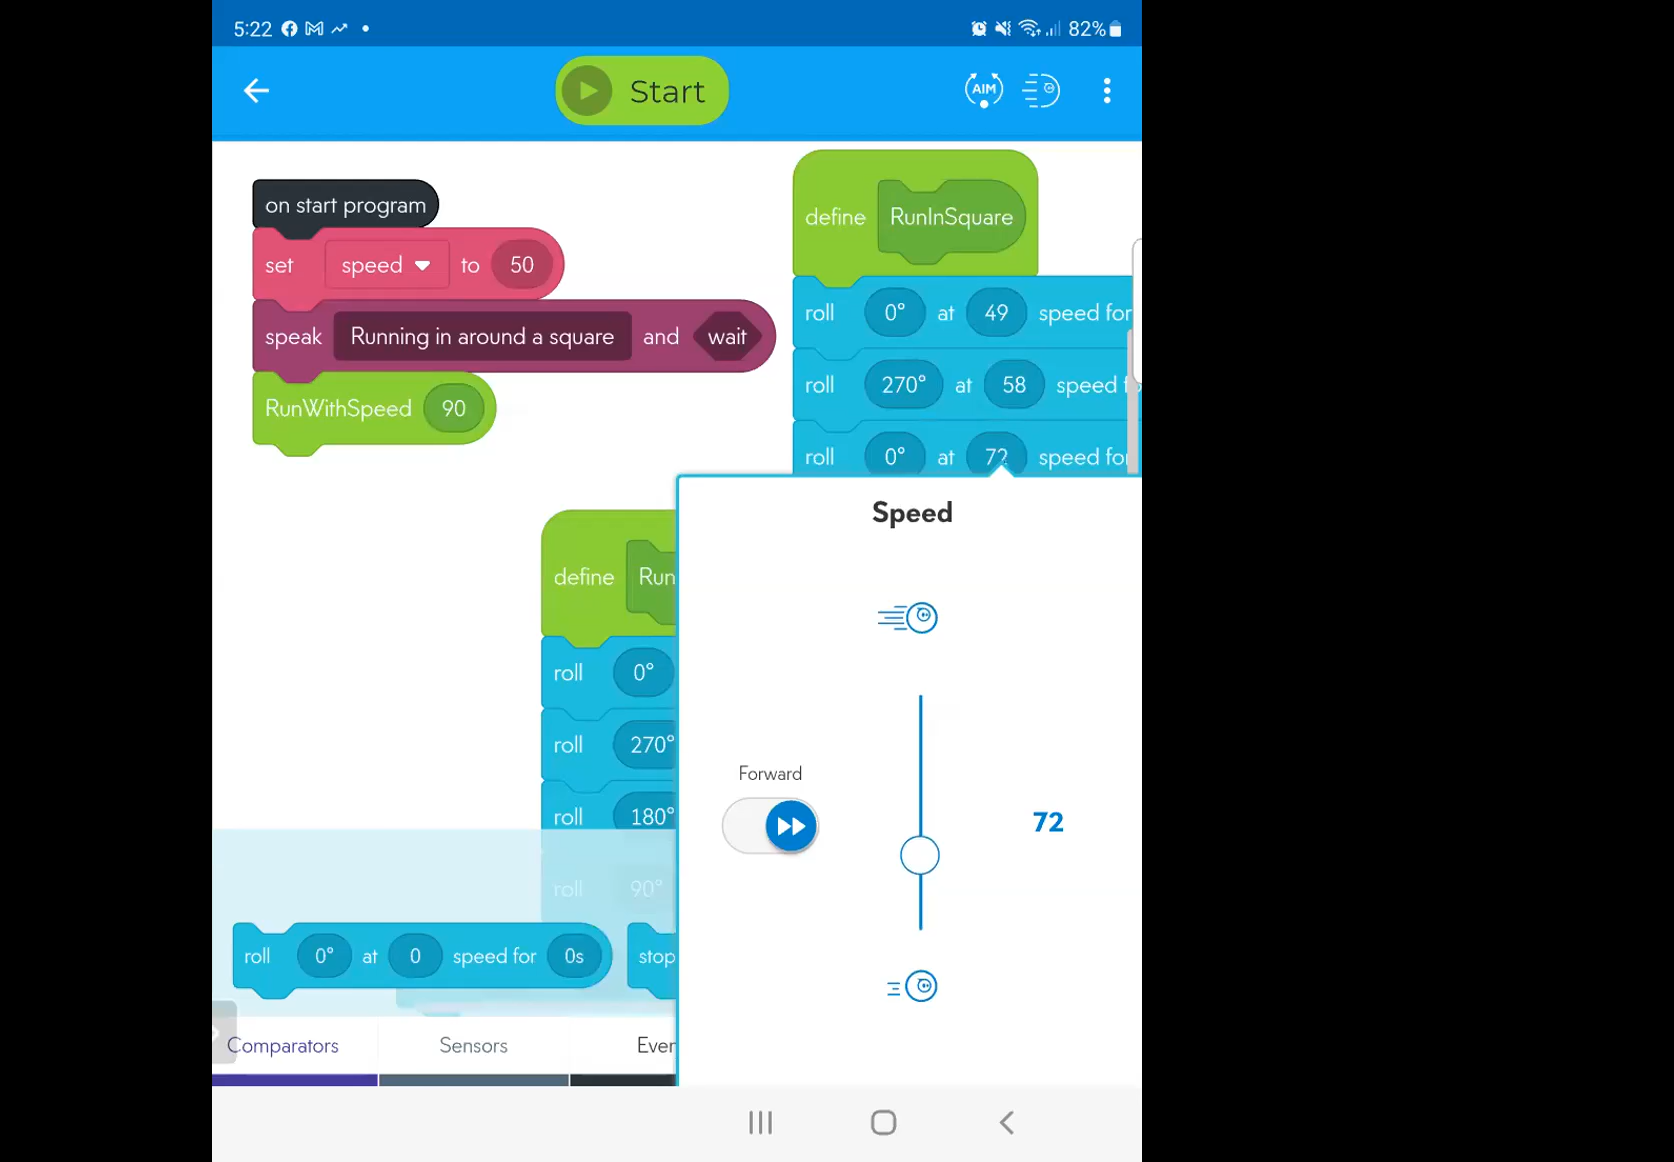 5:22 82%
Start AIM
on start program
set speed to 50
speak Running in around a square and wait
RunWithSpeed 90
define RunInSquare
roll 0° at 49 speed for
roll 270° at 58 speed
roll 0° at 72 speed for
define Run
roll 0°
roll 270°
roll 180°
roll 90°
Speed
Forward
72
roll 0° at 0 speed for 0s
stop
Comparators Sensors Even